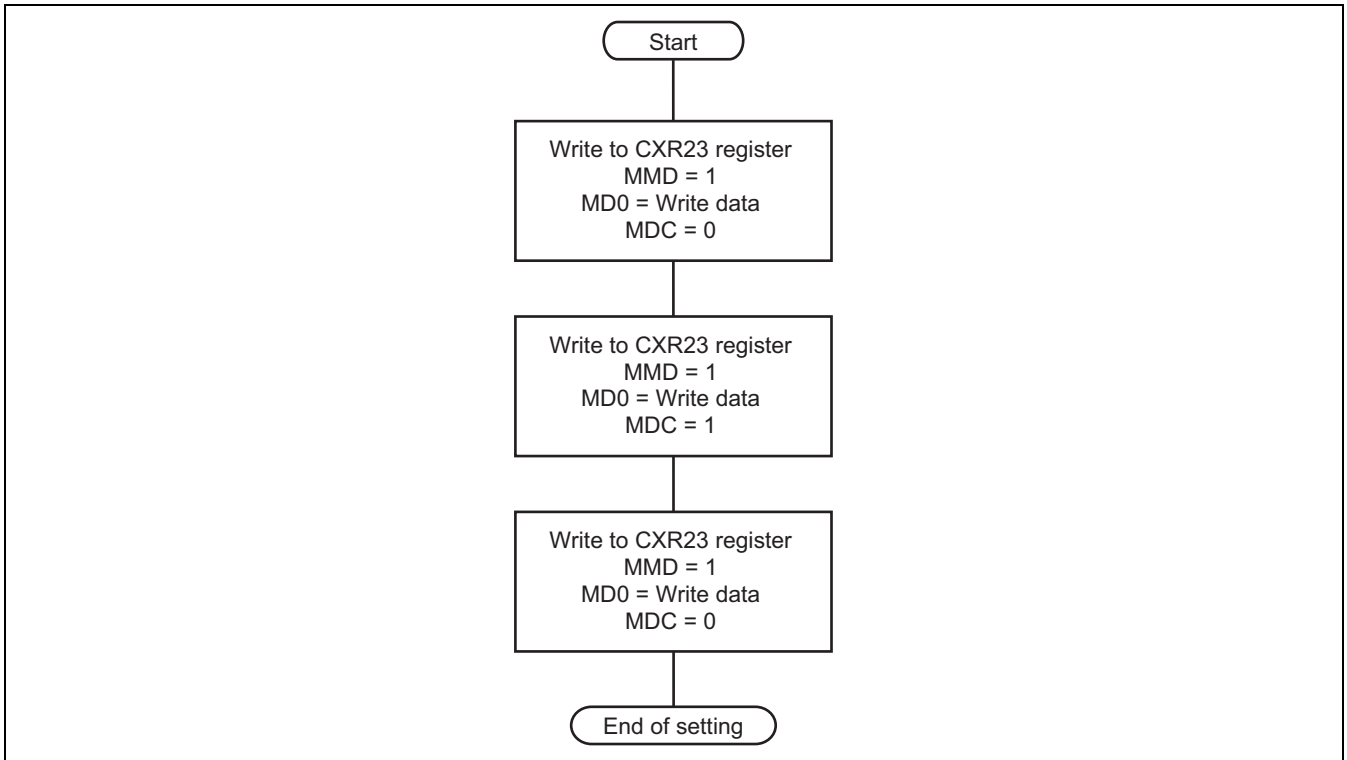 Start
Write to CXR23 register
MMD = 1
MD0 = Write data
MDC = 0
Write to CXR23 register
MMD = 1
MD0 = Write data
MDC = 1
Write to CXR23 register
MMD = 1
MD0 = Write data
MDC = 0
End of setting